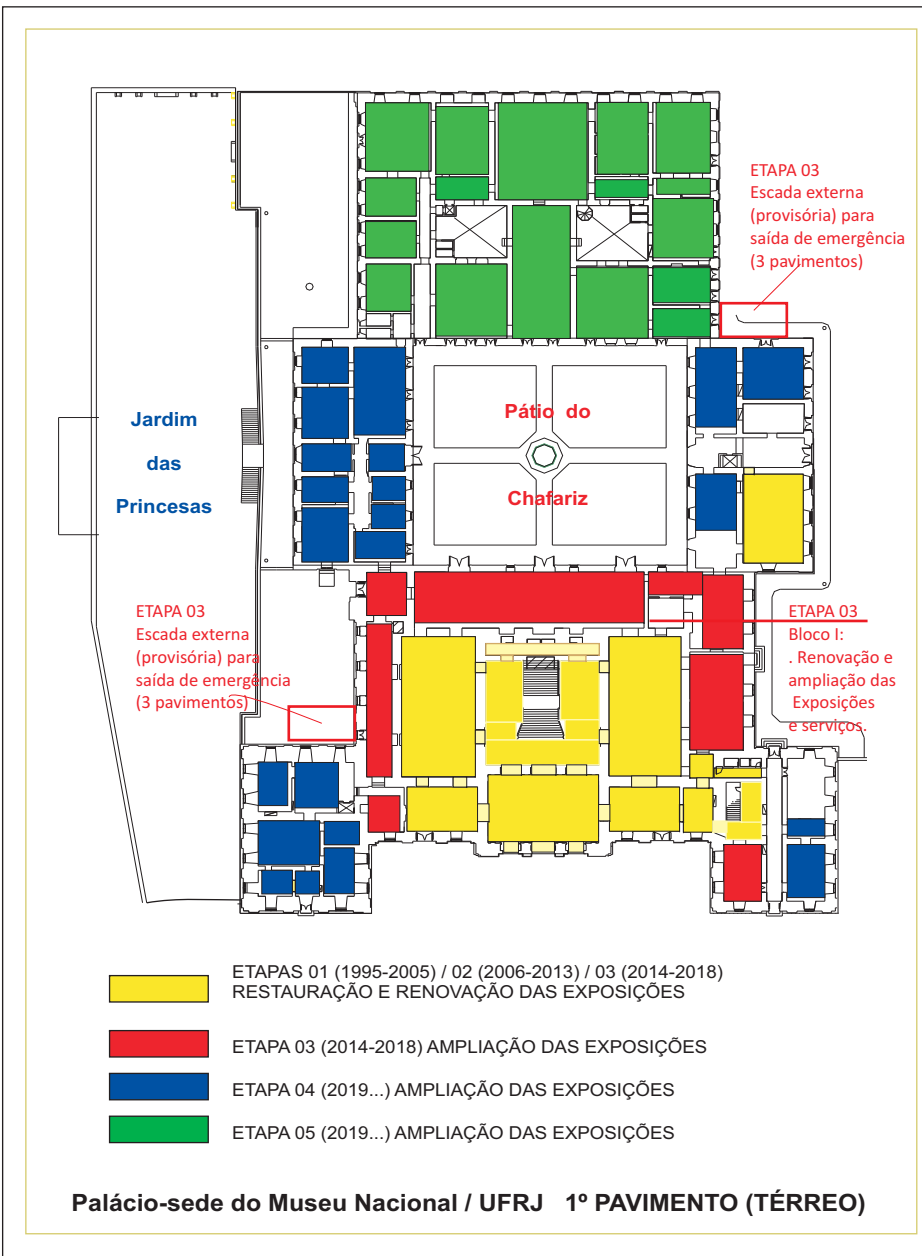 ETAPA 03
Escada externa
(provisória) para
saída de emergência
(3 pavimentos)
Jardim
das
Princesas
Pátio do
Chafariz
ETAPA 03
Escada externa
(provisória) para
saída de emergência
(3 pavimentos)
ETAPA 03
Bloco I:
. Renovação e
ampliação das
Exposições
e serviços.
ETAPAS 01 (1995-2005) / 02 (2006-2013) / 03 (2014-2018)
RESTAURAÇÃO E RENOVAÇÃO DAS EXPOSIÇÕES
ETAPA 03 (2014-2018) AMPLIAÇÃO DAS EXPOSIÇÕES
ETAPA 04 (2019...) AMPLIAÇÃO DAS EXPOSIÇÕES
ETAPA 05 (2019...) AMPLIAÇÃO DAS EXPOSIÇÕES
Palácio-sede do Museu Nacional / UFRJ 1º PAVIMENTO (TÉRREO)